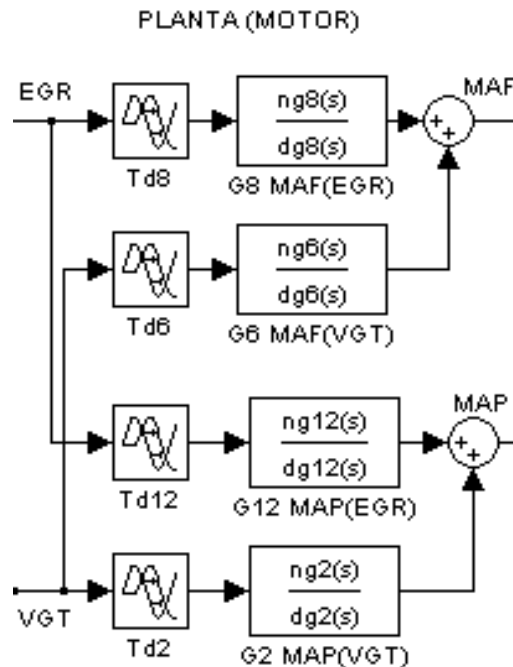 PLANTA (MOTOR)
EGR
MAF
ng8(s)
dg8(s)
+
+
Td8
G8 MAF(EGR)
ng6(s)
dg6(s)
Td6
G6 MAF(VGT)
MAP
ng12(s)
dg12(s)
+
+
Td12
G12 MAP(EGR)
ng2(s)
dg2(s)
VGT
Td2
G2 MAP(VGT)